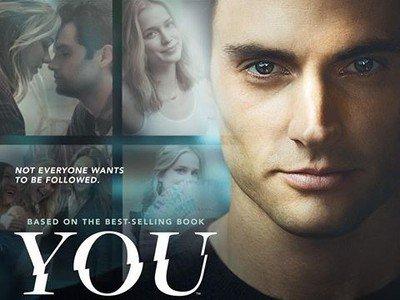 NOT EVERYONE WANTS
TO BE FOLLOWED.
BASED ON THE BEST-SELLING BOOK
YOU